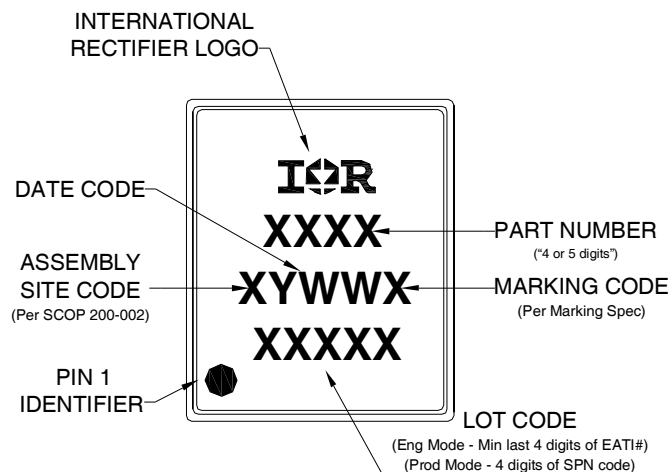 INTERNATIONAL
RECTIFIER LOGO
IOR
DATE CODE
XXXX
PART NUMBER
(“4 or 5 digits”)
ASSEMBLY
SITE CODE
(Per SCOP 200-002)
XYWWX
MARKING CODE
(Per Marking Spec)
XXXXX
PIN 1
IDENTIFIER
LOT CODE
(Eng Mode - Min last 4 digits of EATI#)
(Prod Mode - 4 digits of SPN code)